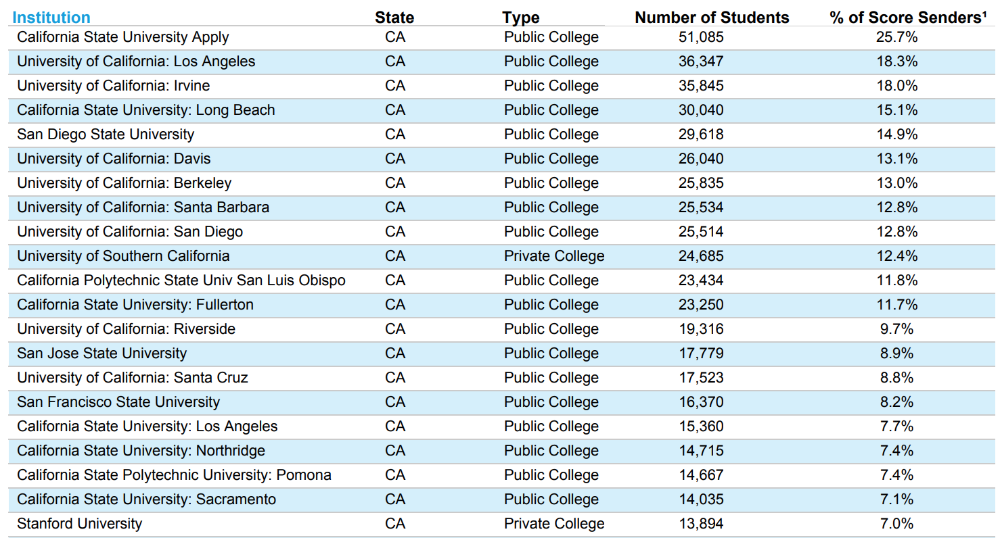 Institution State Type Number of Students % of Score Senders¹
California State University Apply CA Public College 51,085 25.7%
University of California: Los Angeles CA Public College 36,347 18.3%
University of California: Irvine CA Public College 35,845 18.0%
California State University: Long Beach CA Public College 30,040 15.1%
San Diego State University CA Public College 29,618 14.9%
University of California: Davis CA Public College 26,040 13.1%
University of California: Berkeley CA Public College 25,835 13.0%
University of California: Santa Barbara CA Public College 25,534 12.8%
University of California: San Diego CA Public College 25,514 12.8%
University of Southern California CA Private College 24,685 12.4%
California Polytechnic State Univ San Luis Obispo CA Public College 23,434 11.8%
California State University: Fullerton CA Public College 23,250 11.7%
University of California: Riverside CA Public College 19,316 9.7%
San Jose State University CA Public College 17,779 8.9%
University of California: Santa Cruz CA Public College 17,523 8.8%
San Francisco State University CA Public College 16,370 8.2%
California State University: Los Angeles CA Public College 15,360 7.7%
California State University: Northridge CA Public College 14,715 7.4%
California State Polytechnic University: Pomona CA Public College 14,667 7.4%
California State University: Sacramento CA Public College 14,035 7.1%
Stanford University CA Private College 13,894 7.0%